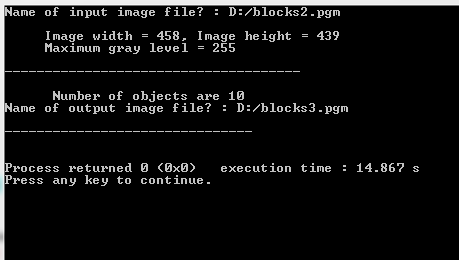 Name of input image file? : D:/blocks2.pgm
Image width = 458, Image height = 439
Maximum gray level = 255
-------------------------------------
Number of objects are 10
Name of output image file? : D:/blocks3.pgm
-------------------------------
Process returned 0 (0x0)   execution time : 14.867 s
Press any key to continue.